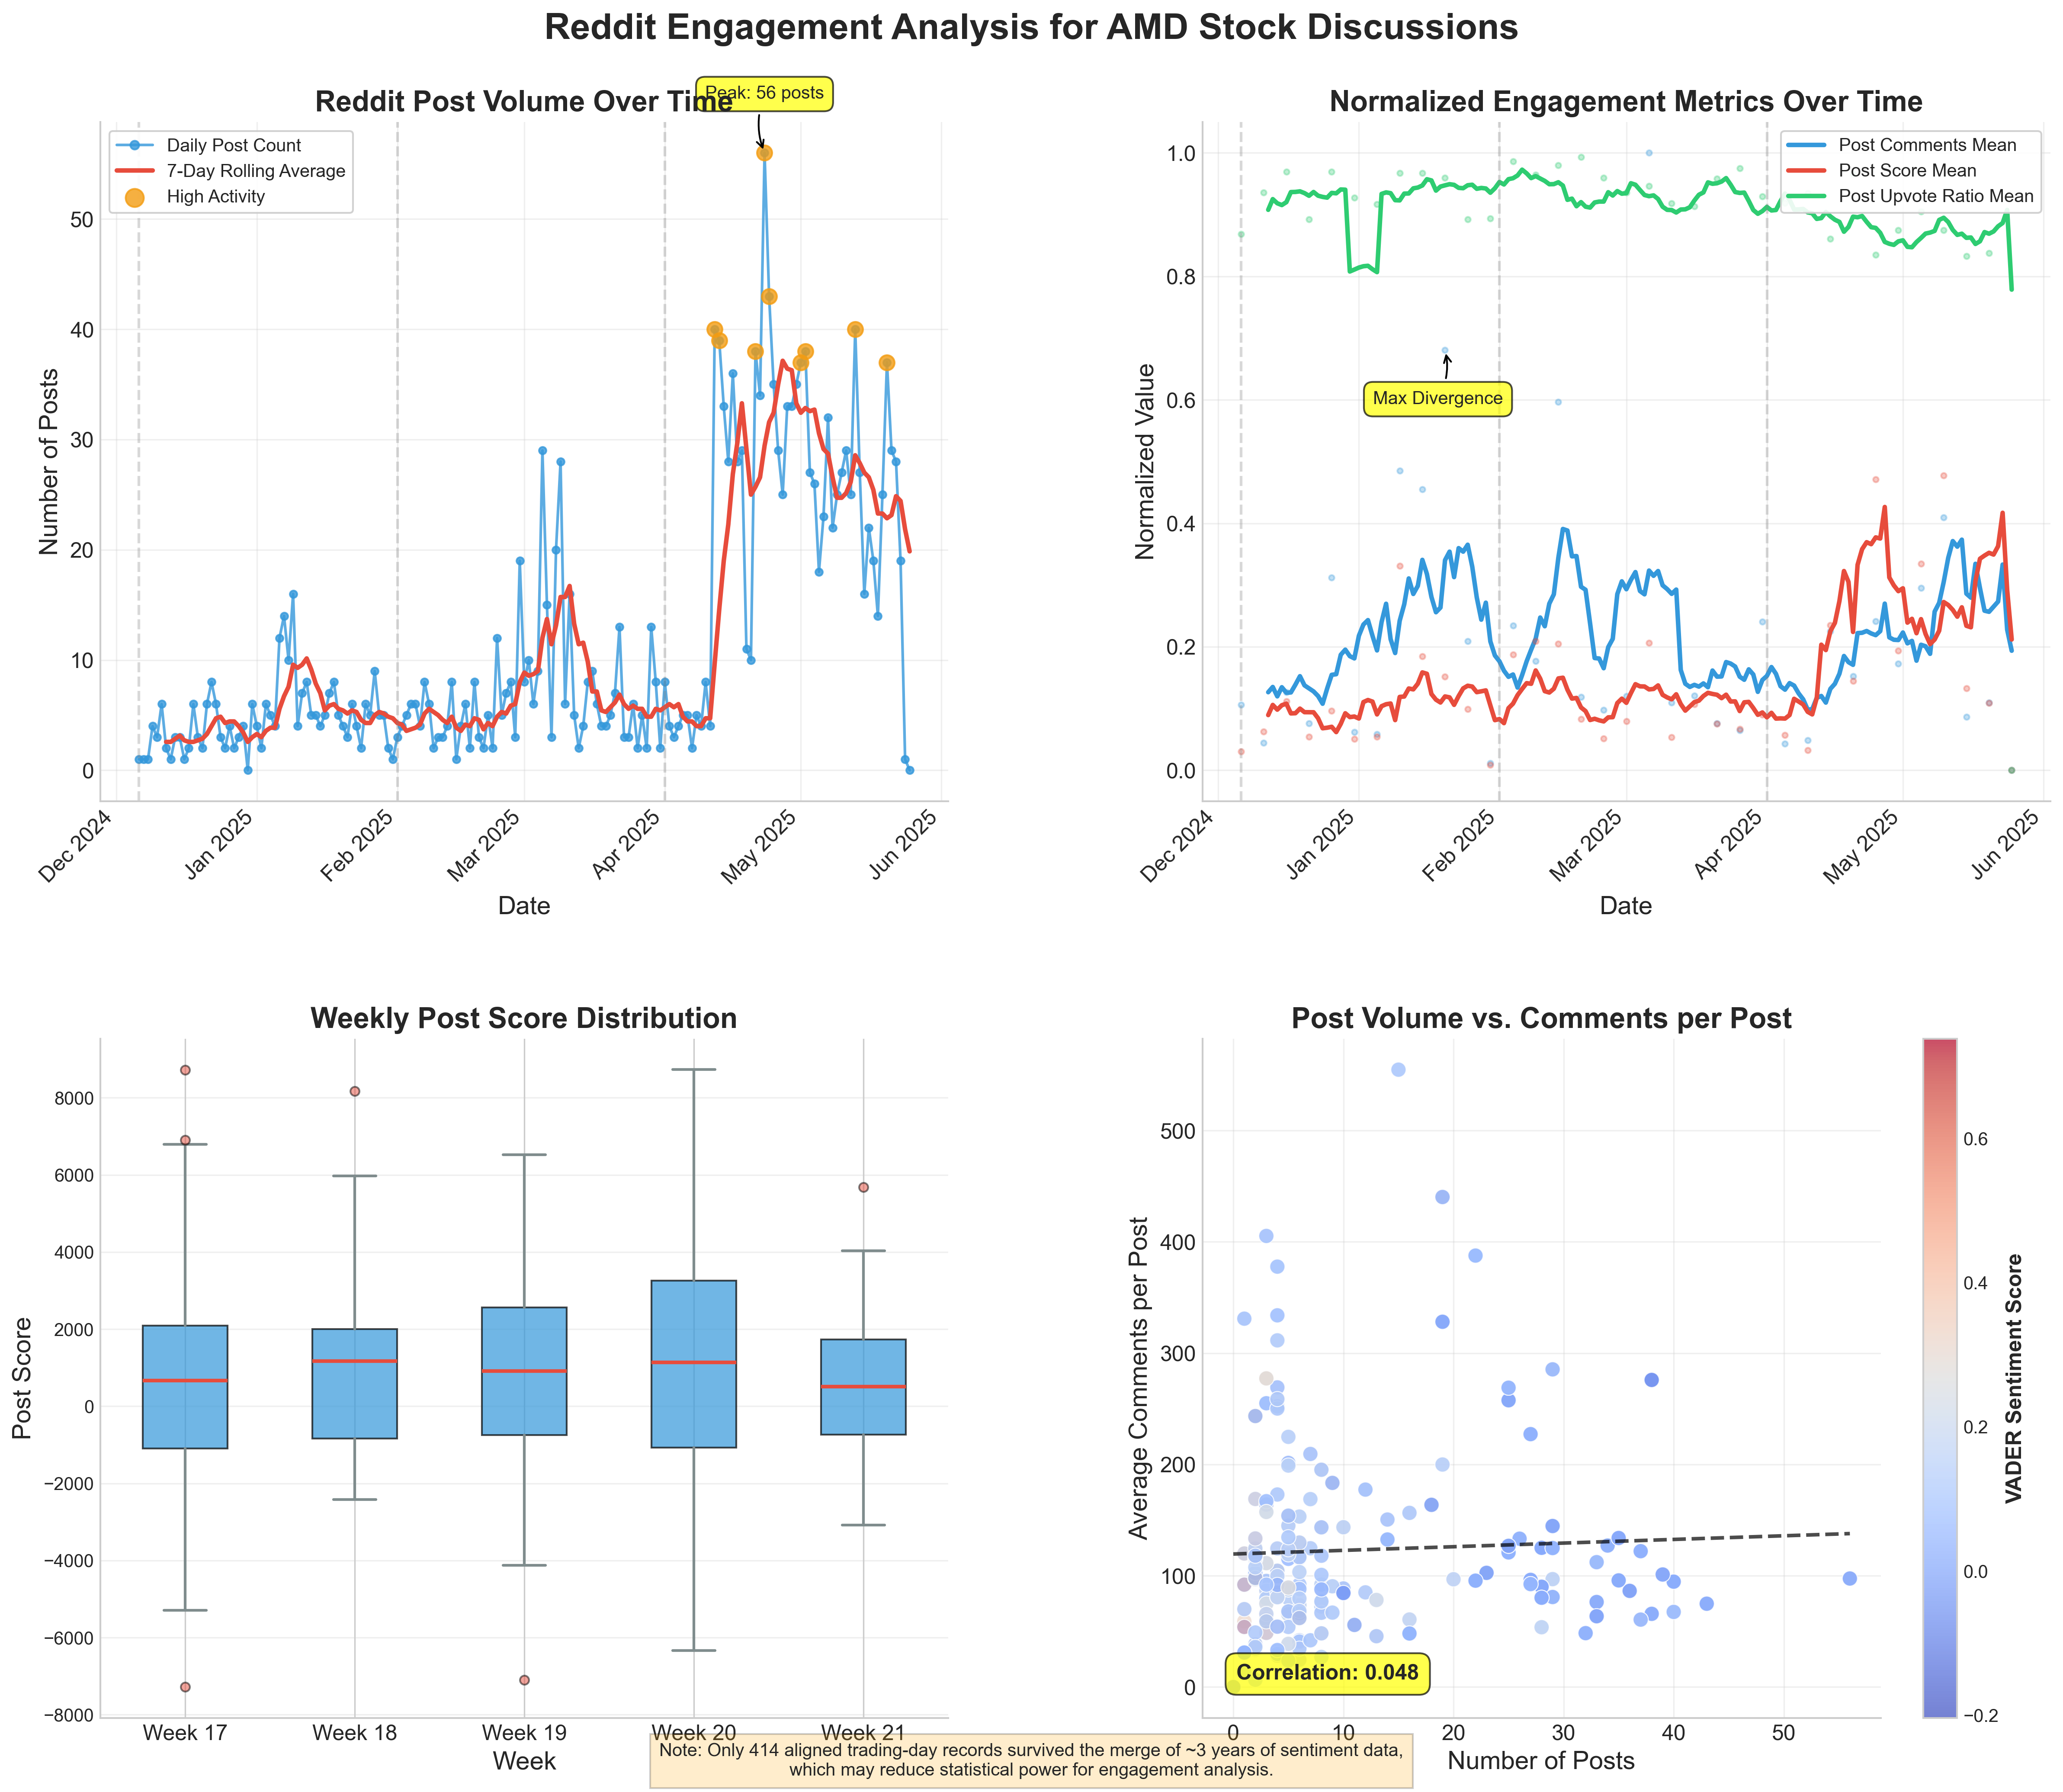 Reddit Engagement Analysis for AMD Stock Discussions
Reddit Post Volume Over Time
Peak: 56 posts
Daily Post Count
7-Day Rolling Average
High Activity
Number of Posts
50
40
30
20
10
0
Dec 2024
Jan 2025
Feb 2025
Mar 2025
Apr 2025
May 2025
Jun 2025
Date
Normalized Engagement Metrics Over Time
Post Comments Mean
Post Score Mean
Post Upvote Ratio Mean
Max Divergence
Normalized Value
1.0
0.8
0.6
0.4
0.2
0.0
Dec 2024
Jan 2025
Feb 2025
Mar 2025
Apr 2025
May 2025
Jun 2025
Date
Weekly Post Score Distribution
Post Score
8000
6000
4000
2000
0
−2000
−4000
−6000
−8000
Week 17
Week 18
Week 19
Week 20
Week 21
Week
Post Volume vs. Comments per Post
Average Comments per Post
500
400
300
200
100
0
Correlation: 0.048
0
10
20
30
40
50
Number of Posts
0.6
0.4
0.2
0.0
−0.2
VADER Sentiment Score
Note: Only 414 aligned trading-day records survived the merge of ~3 years of sentiment data,
which may reduce statistical power for engagement analysis.